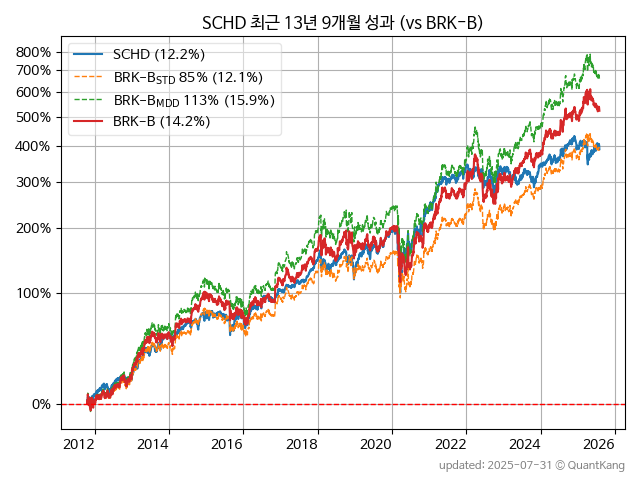 SCHD 최근 13년 9개월 성과 (vs BRK-B)
SCHD (12.2%)
BRK-BSTD 85% (12.1%)
BRK-BMDD 113% (15.9%)
BRK-B (14.2%)
800%
700%
600%
500%
400%
300%
200%
100%
0%
2012 2014 2016 2018 2020 2022 2024 2026
updated: 2025-07-31 © QuantKang